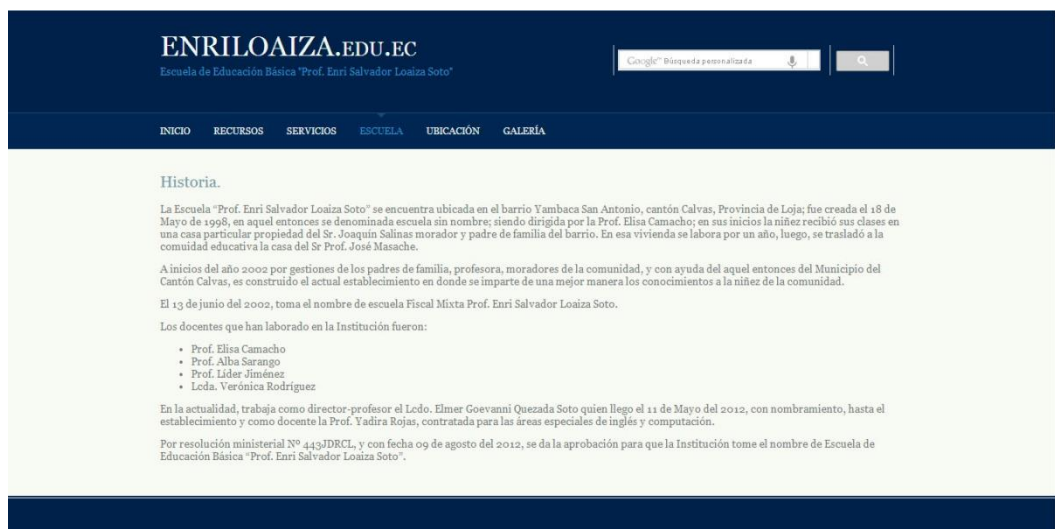 ENRILOAIZA.EDU.EC
Escuela de Educación Básica "Prof. Enri Salvador Loaiza Soto"
Google™ Búsqueda personalizada
INICIO RECURSOS SERVICIOS ESCUELA UBICACIÓN GALERÍA
Historia.
La Escuela “Prof. Enri Salvador Loaiza Soto” se encuentra ubicada en el barrio Yambaca San Antonio, cantón Calvas, Provincia de Loja; fue creada el 18 de
Mayo de 1998, en aquel entonces se denominada escuela sin nombre; siendo dirigida por la Prof. Elisa Camacho; en sus inicios la niñez recibió sus clases en
una casa particular propiedad del Sr. Joaquín Salinas morador y padre de familia del barrio. En esa vivienda se labora por un año, luego, se trasladó a la
comuidad educativa la casa del Sr Prof. José Masache.
A inicios del año 2002 por gestiones de los padres de familia, profesora, moradores de la comunidad, y con ayuda del aquel entonces del Municipio del
Cantón Calvas, es construido el actual establecimiento en donde se imparte de una mejor manera los conocimientos a la niñez de la comunidad.
El 13 de junio del 2002, toma el nombre de escuela Fiscal Mixta Prof. Enri Salvador Loaiza Soto.
Los docentes que han laborado en la Institución fueron:
• Prof. Elisa Camacho
• Prof. Alba Sarango
• Prof. Líder Jiménez
• Lcda. Verónica Rodríguez
En la actualidad, trabaja como director-profesor el Lcdo. Elmer Goevanni Quezada Soto quien llego el 11 de Mayo del 2012, con nombramiento, hasta el
establecimiento y como docente la Prof. Yadira Rojas, contratada para las áreas especiales de inglés y computación.
Por resolución ministerial Nº 443JDRCL, y con fecha 09 de agosto del 2012, se da la aprobación para que la Institución tome el nombre de Escuela de
Educación Básica “Prof. Enri Salvador Loaiza Soto”.